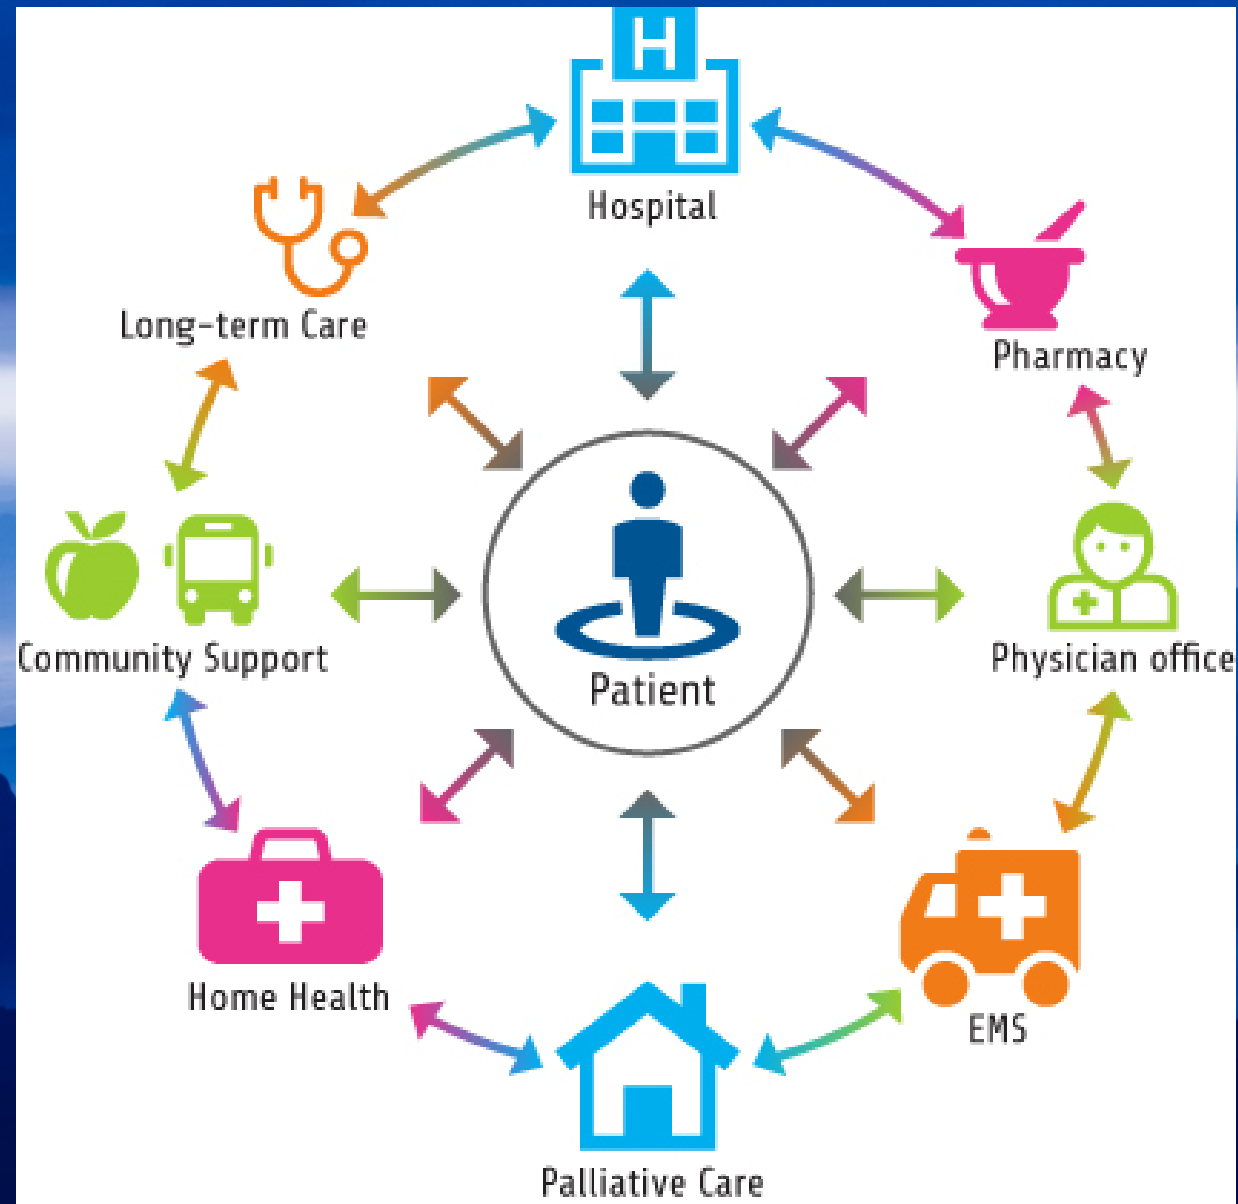 H
Hospital
Long-term Care
Pharmacy
Community Support
Patient
Physician office
Home Health
EMS
Palliative Care